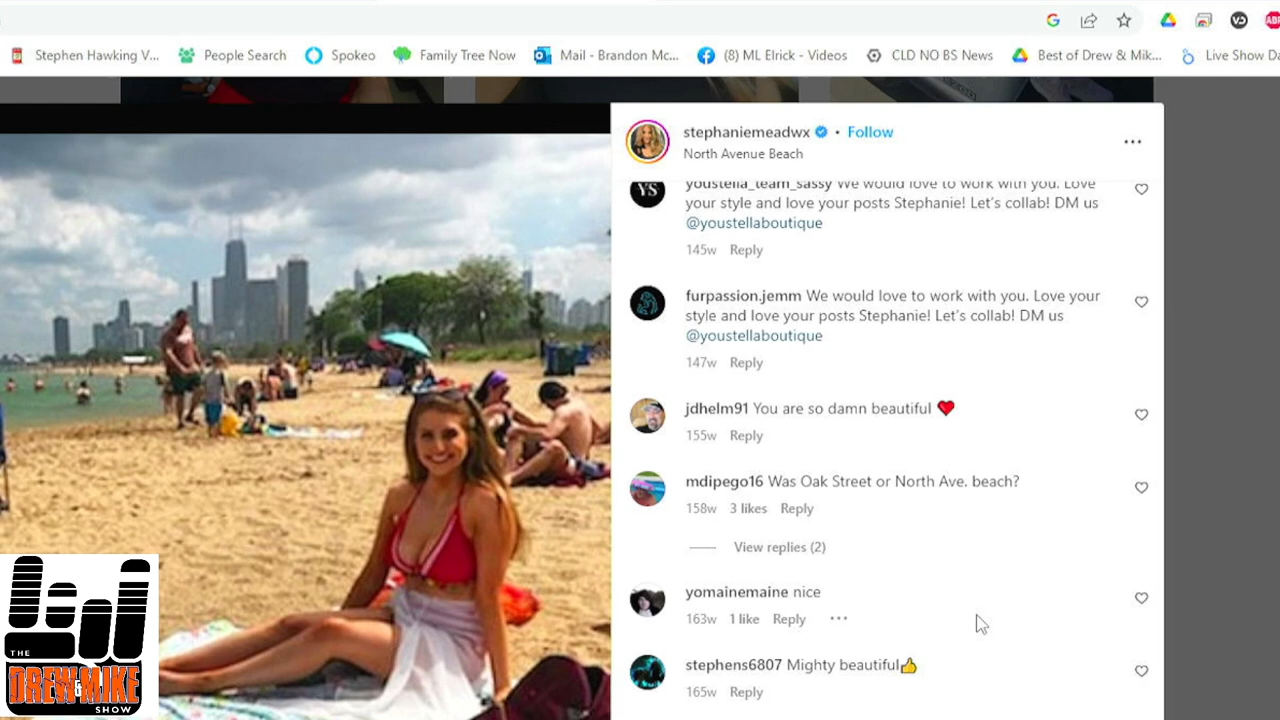 Stephen Hawking V... People Search Spokeo Family Tree Now Mail - Brandon Mc... (8) ML Elrick - Videos CLD NO BS News Best of Drew & Mik... Live Show Da
stephaniemeadwx • Follow
North Avenue Beach
YS youstella_team_sassy We would love to work with you. Love
your style and love your posts Stephanie! Let's collab! DM us
@youstellaboutique
145w Reply
furpassion.jemm We would love to work with you. Love your
style and love your posts Stephanie! Let's collab! DM us
@youstellaboutique
147w Reply
jdhelm91 You are so damn beautiful ❤️
155w Reply
mdipego16 Was Oak Street or North Ave. beach?
158w 3 likes Reply
View replies (2)
yomainemaine nice
163w 1 like Reply
stephens6807 Mighty beautiful👍
165w Reply
THE
DREW & MIKE
SHOW